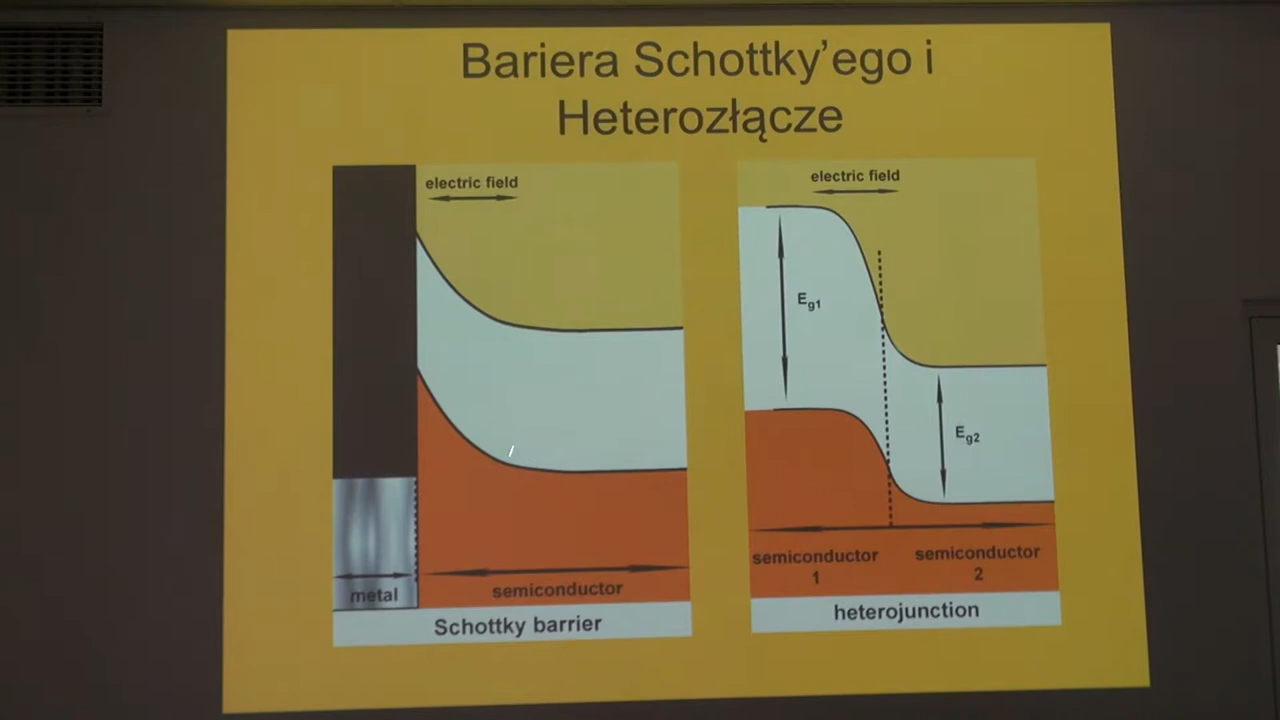 Bariera Schottky’ego i
Heterozłącze
electric field
metal
semiconductor
Schottky barrier
electric field
Eg1
Eg2
semiconductor
1
semiconductor
2
heterojunction